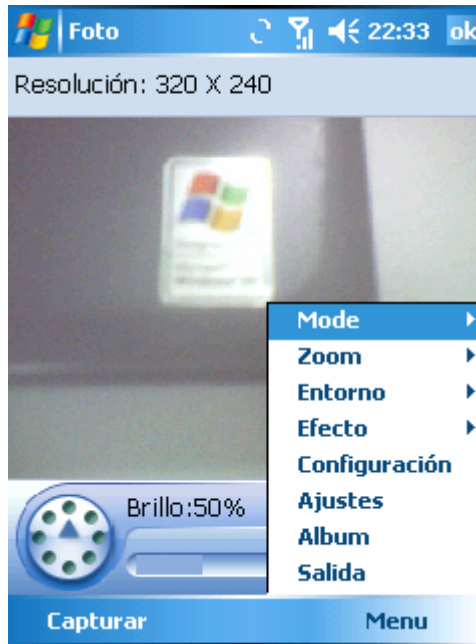 Foto 22:33 ok
Resolución: 320 X 240
Mode
Zoom
Entorno
Efecto
Configuración
Ajustes
Album
Salida
Brillo:50%
Capturar Menu